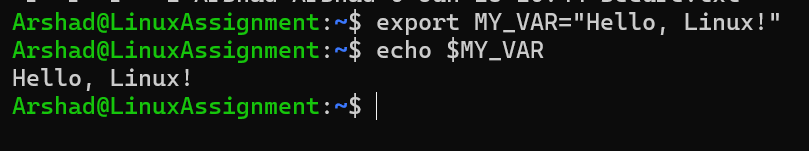 Arshad@LinuxAssignment:~$ export MY_VAR="Hello, Linux!"
Arshad@LinuxAssignment:~$ echo $MY_VAR
Hello, Linux!
Arshad@LinuxAssignment:~$